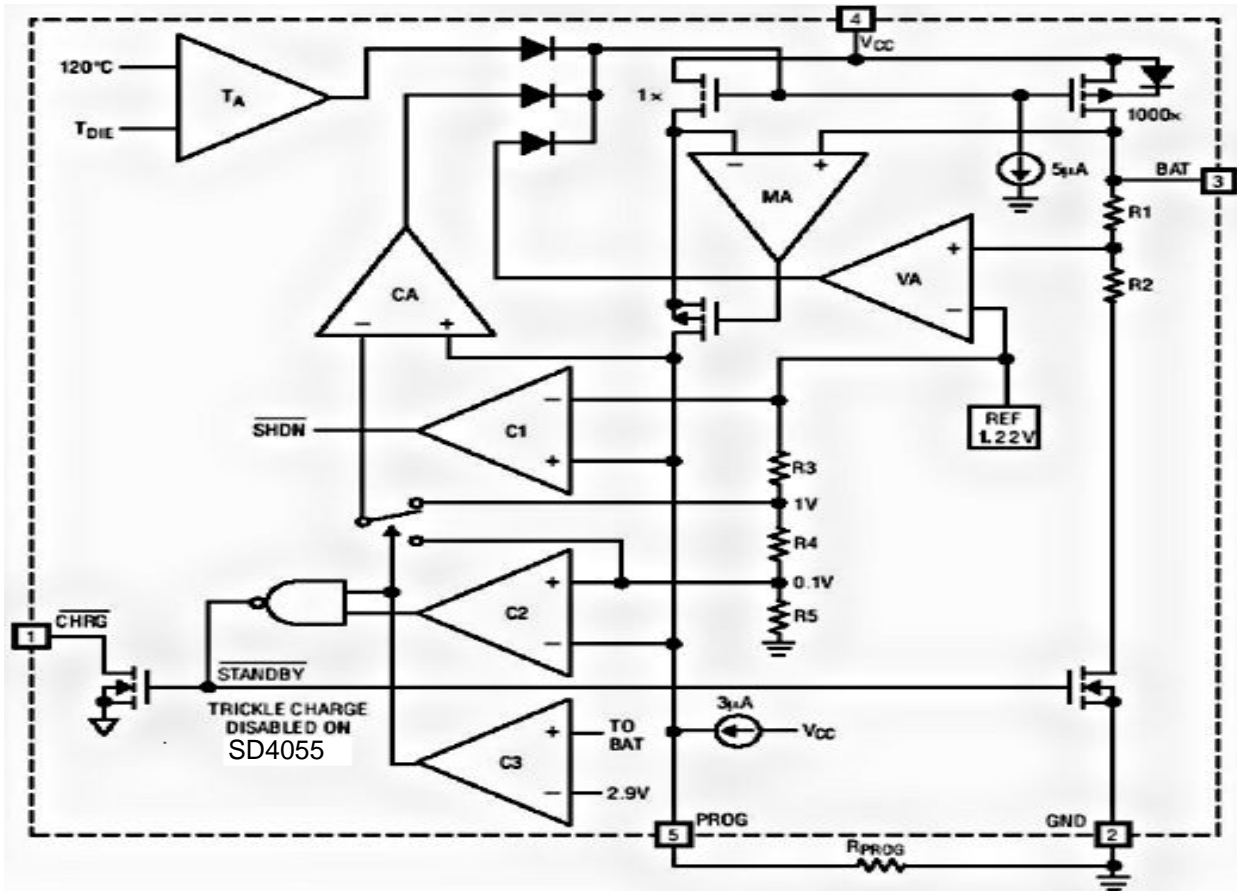 4
VCC
120°C
TA
TDIE
1×
1000×
5µA
BAT
3
MA
R1
VA
R2
CA
REF
1.22V
C1
SHDN
R3
1V
R4
0.1V
C2
R5
CHRG
1
STANDBY
TRICKLE CHARGE
DISABLED ON
SD4055
3µA
VCC
TO
BAT
C3
2.9V
PROG
GND
5
2
RPROG
+
−
+
−
−
+
−
+
+
−
+
−